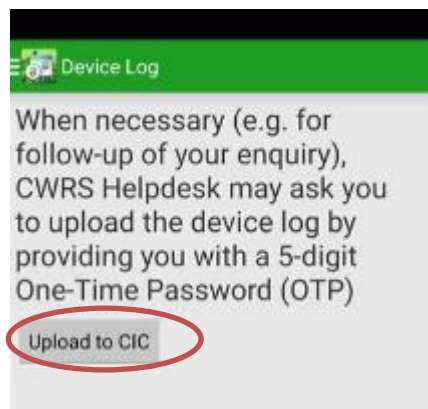 Device Log
When necessary (e.g. for
follow-up of your enquiry),
CWRS Helpdesk may ask you
to upload the device log by
providing you with a 5-digit
One-Time Password (OTP)
Upload to CIC